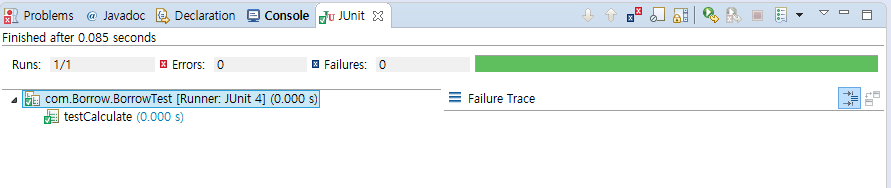 Problems @ Javadoc Declaration Console JUnit
Finished after 0.085 seconds
Runs: 1/1 Errors: 0 Failures: 0
com.Borrow.BorrowTest [Runner: JUnit 4] (0.000 s) Failure Trace
testCalculate (0.000 s)